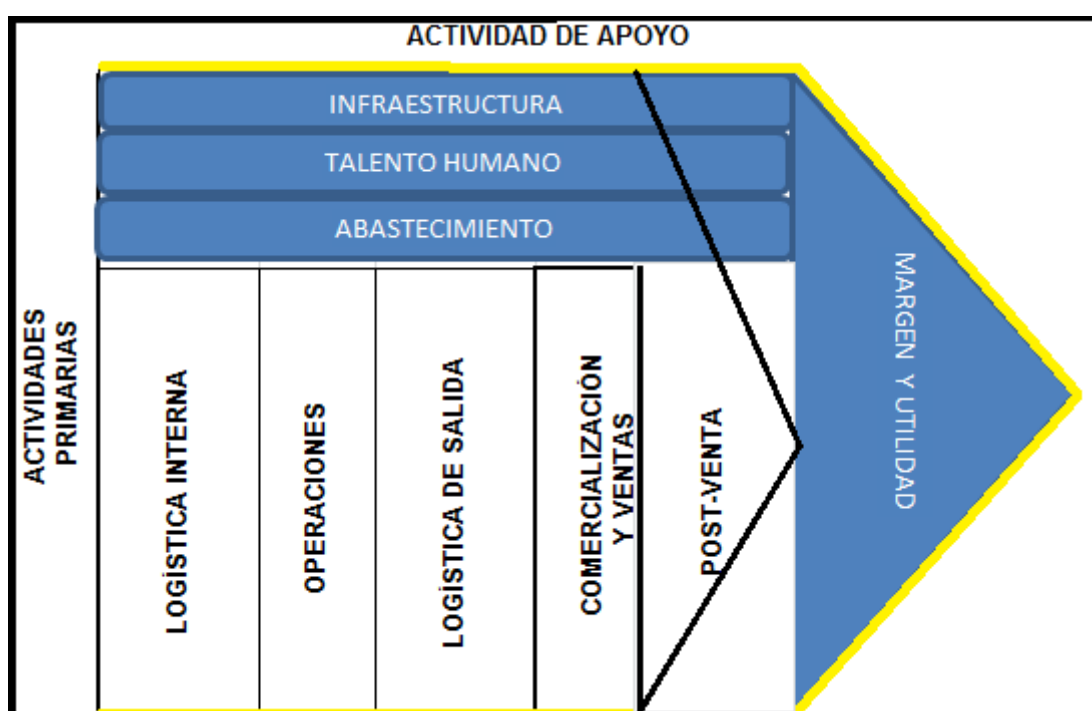 ACTIVIDAD DE APOYO
INFRAESTRUCTURA
TALENTO HUMANO
ABASTECIMIENTO
ACTIVIDADES
PRIMARIAS
LOGÍSTICA INTERNA
OPERACIONES
LOGÍSTICA DE SALIDA
COMERCIALIZACIÓN
Y VENTAS
POST-VENTA
MARGEN Y UTILIDAD